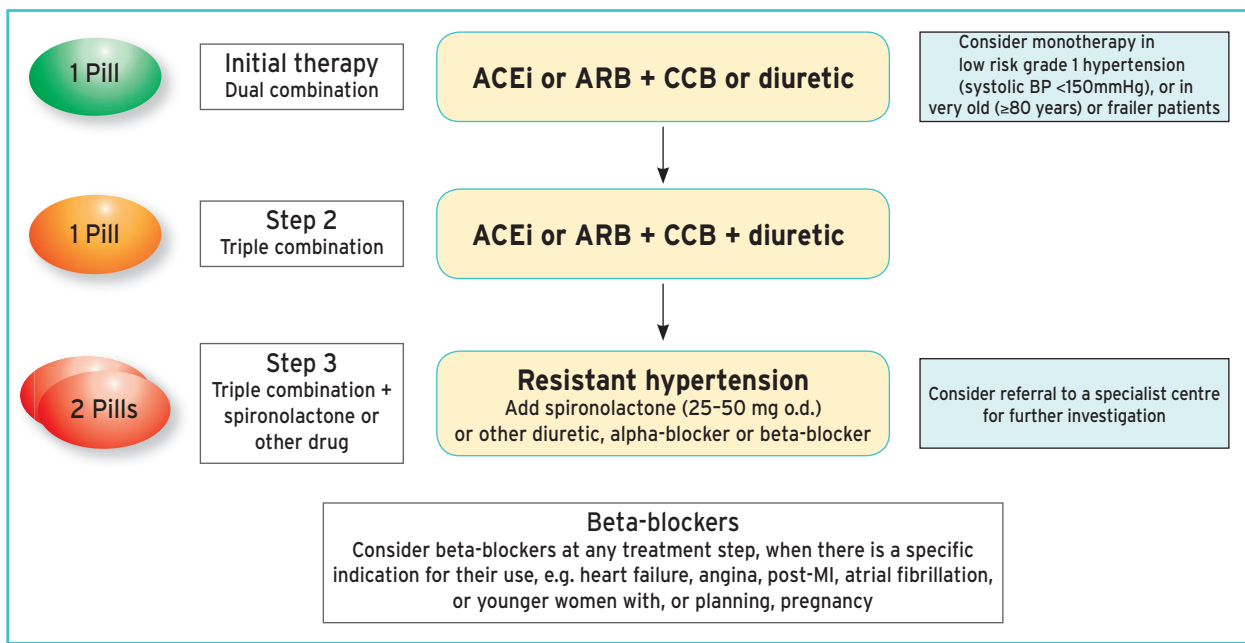 1 Pill
Initial therapy
Dual combination
ACEi or ARB + CCB or diuretic
Consider monotherapy in
low risk grade 1 hypertension
(systolic BP <150mmHg), or in
very old (≥80 years) or frailer patients
1 Pill
Step 2
Triple combination
ACEi or ARB + CCB + diuretic
2 Pills
Step 3
Triple combination +
spironolactone or
other drug
Resistant hypertension
Add spironolactone (25–50 mg o.d.)
or other diuretic, alpha-blocker or beta-blocker
Consider referral to a specialist centre
for further investigation
Beta-blockers
Consider beta-blockers at any treatment step, when there is a specific
indication for their use, e.g. heart failure, angina, post-MI, atrial fibrillation,
or younger women with, or planning, pregnancy